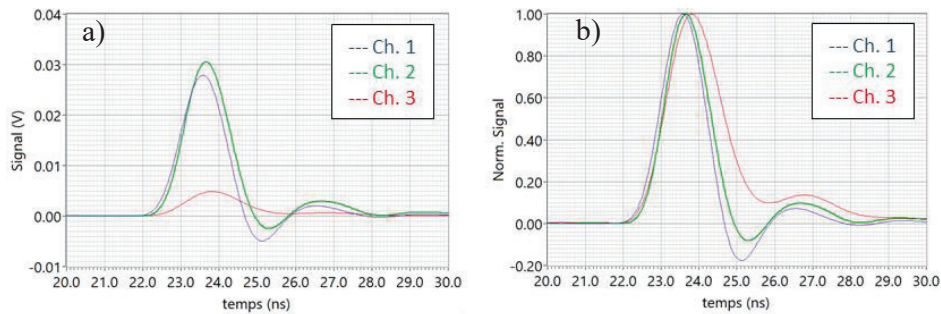 a)
--- Ch. 1
--- Ch. 2
--- Ch. 3
Signal (V)
0.04
0.03
0.02
0.01
0.00
-0.01
20.0 21.0 22.0 23.0 24.0 25.0 26.0 27.0 28.0 29.0 30.0
temps (ns)
b)
--- Ch. 1
--- Ch. 2
--- Ch. 3
Norm. Signal
1.00
0.80
0.60
0.40
0.20
0.00
-0.20
20.0 21.0 22.0 23.0 24.0 25.0 26.0 27.0 28.0 29.0 30.0
temps (ns)